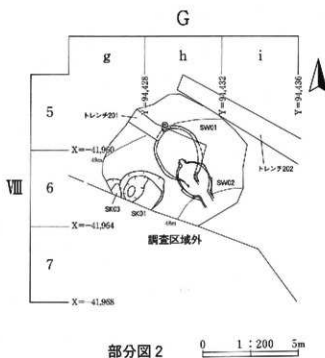 G
g h i
Y=94,428
Y=94,432
Y=94,436
5
トレンチ201
SW01
X=-41,960
トレンチ202
VIII
6
SW02
SK03
SK01
X=-41,964
調査区域外
7
X=-41,968
部分図2
0 1:200 5m